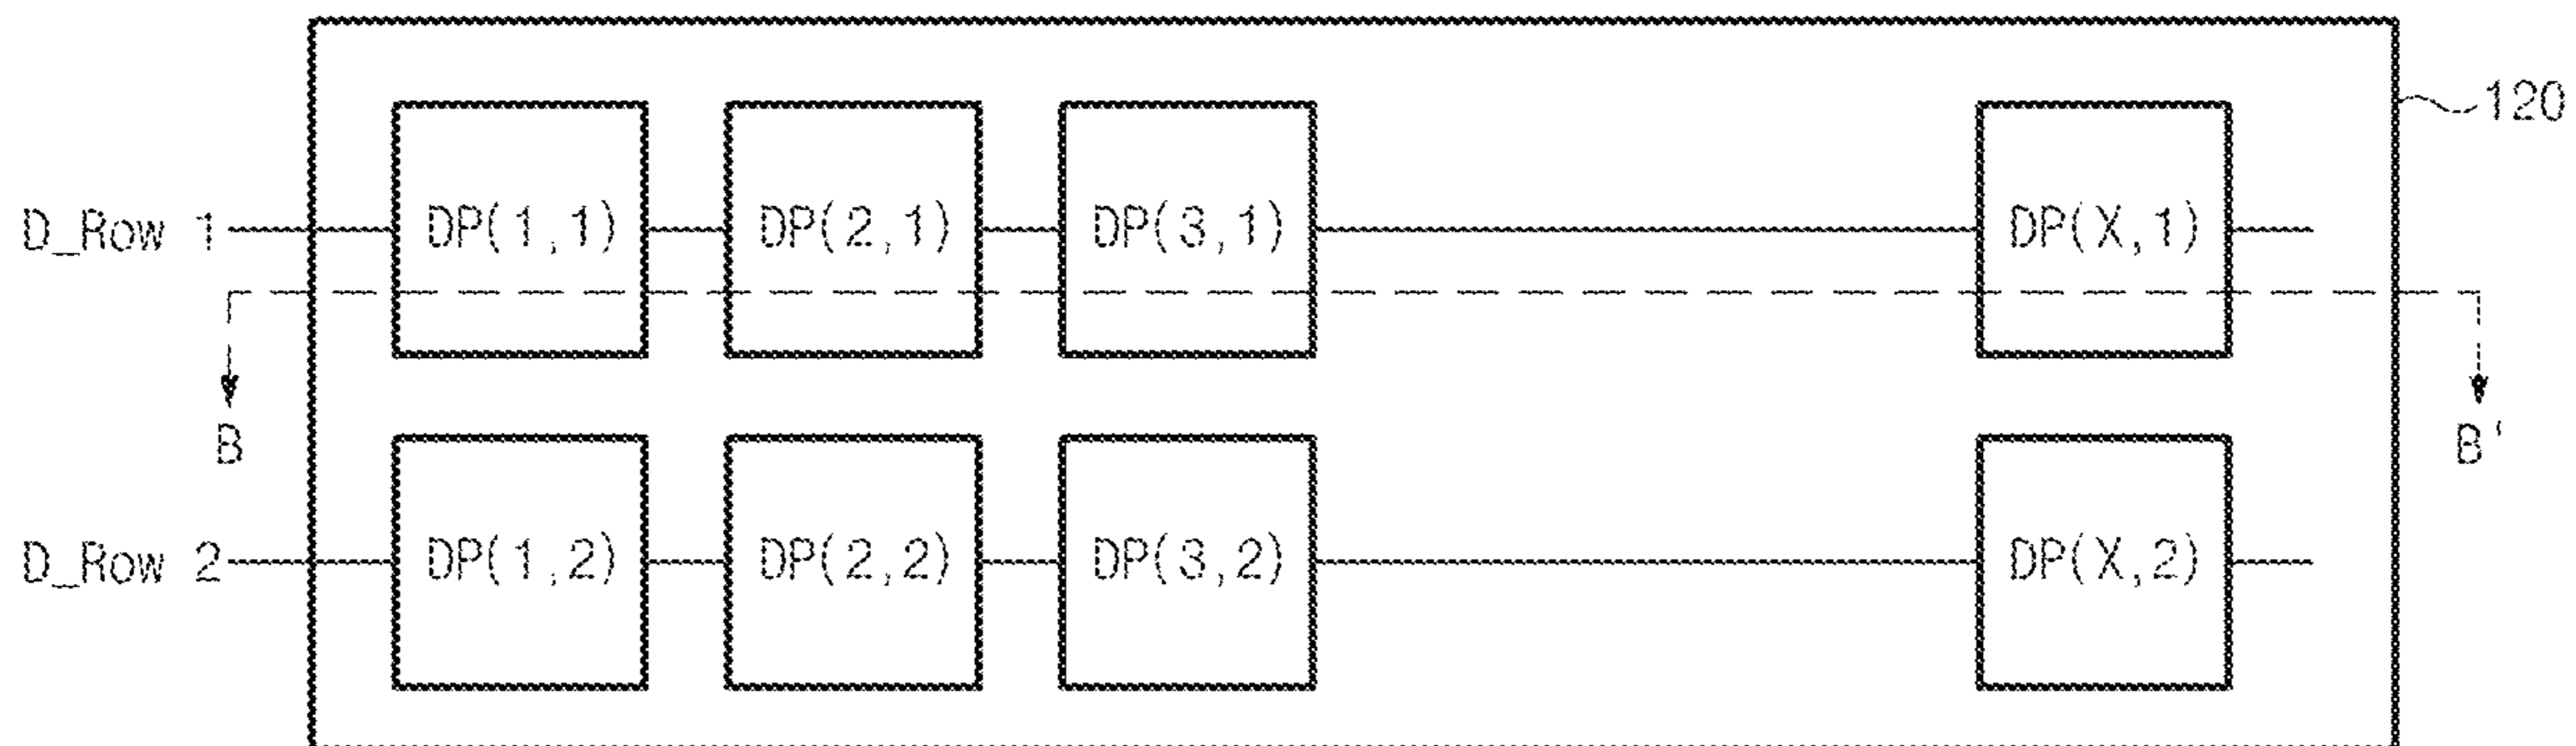 120
D_Row 1 DP(1,1) DP(2,1) DP(3,1) DP(X,1)
B B'
D_Row 2 DP(1,2) DP(2,2) DP(3,2) DP(X,2)